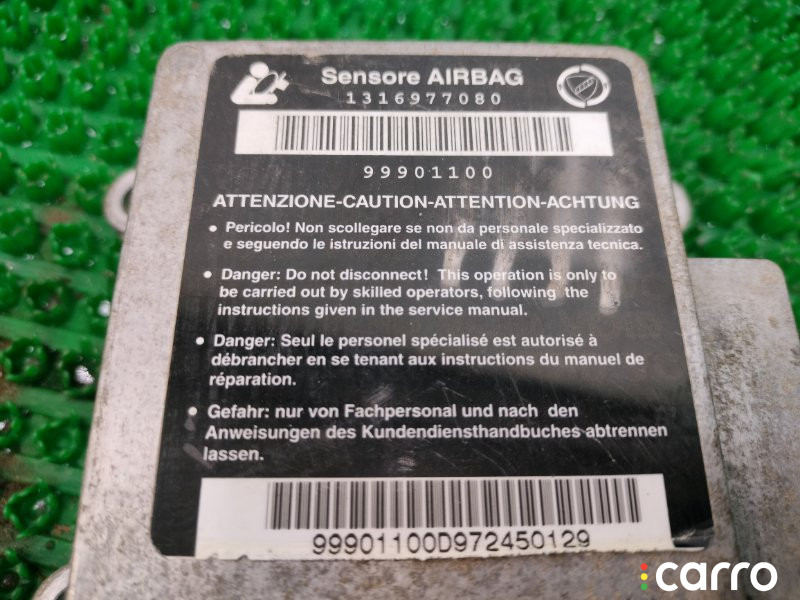 Sensore AIRBAG
1316977080
99901100
ATTENZIONE-CAUTION-ATTENTION-ACHTUNG
• Pericolo! Non scollegare se non da personale specializzato
e seguendo le istruzioni del manuale di assistenza tecnica.
• Danger: Do not disconnect! This operation is only to
be carried out by skilled operators, following the
instructions given in the service manual.
• Danger: Seul le personel spécialisé est autorisé à
débrancher en se tenant aux instructions du manuel de
réparation.
• Gefahr: nur von Fachpersonal und nach den
Anweisungen des Kundendiensthandbuches abtrennen
lassen.
99901100D972450129
carro